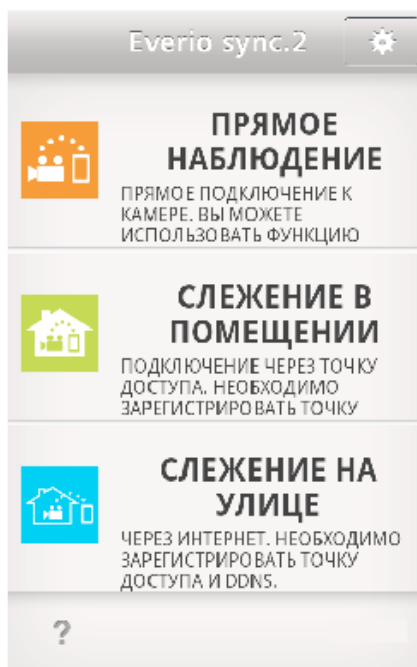 Everio sync.2
ПРЯМОЕ
НАБЛЮДЕНИЕ
ПРЯМОЕ ПОДКЛЮЧЕНИЕ К
КАМЕРЕ. ВЫ МОЖЕТЕ
ИСПОЛЬЗОВАТЬ ФУНКЦИЮ
СЛЕЖЕНИЕ В
ПОМЕЩЕНИИ
ПОДКЛЮЧЕНИЕ ЧЕРЕЗ ТОЧКУ
ДОСТУПА. НЕОБХОДИМО
ЗАРЕГИСТРИРОВАТЬ ТОЧКУ
СЛЕЖЕНИЕ НА
УЛИЦЕ
ЧЕРЕЗ ИНТЕРНЕТ. НЕОБХОДИМО
ЗАРЕГИСТРИРОВАТЬ ТОЧКУ
ДОСТУПА И DDNS.
?